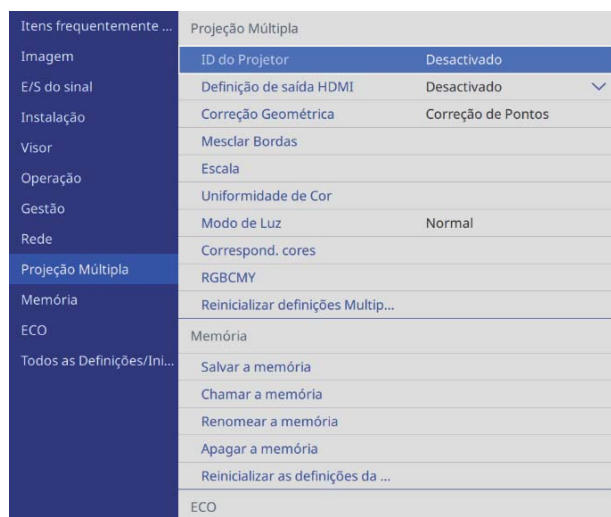 Itens frequentemente ...
Imagem
E/S do sinal
Instalação
Visor
Operação
Gestão
Rede
Projeção Múltipla
Memória
ECO
Todos as Definições/Ini...
Projeção Múltipla
ID do Projetor Desactivado
Definição de saída HDMI Desactivado
Correção Geométrica Correção de Pontos
Mesclar Bordas
Escala
Uniformidade de Cor
Modo de Luz Normal
Correspond. cores
RGBCMY
Reinicializar definições Multip...
Memória
Salvar a memória
Chamar a memória
Renomear a memória
Apagar a memória
Reinicializar as definições da ...
ECO